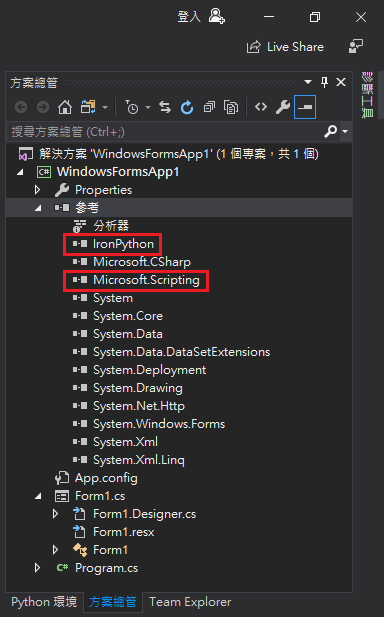 登入
Live Share
方案總管
診斷工具
搜尋方案總管 (Ctrl+;)
解決方案 'WindowsFormsApp1' (1 個專案，共 1 個)
WindowsFormsApp1
Properties
參考
分析器
IronPython
Microsoft.CSharp
Microsoft.Scripting
System
System.Core
System.Data
System.Data.DataSetExtensions
System.Deployment
System.Drawing
System.Net.Http
System.Windows.Forms
System.Xml
System.Xml.Linq
App.config
Form1.cs
Form1.Designer.cs
Form1.resx
Form1
C# Program.cs
Python 環境 方案總管 Team Explorer